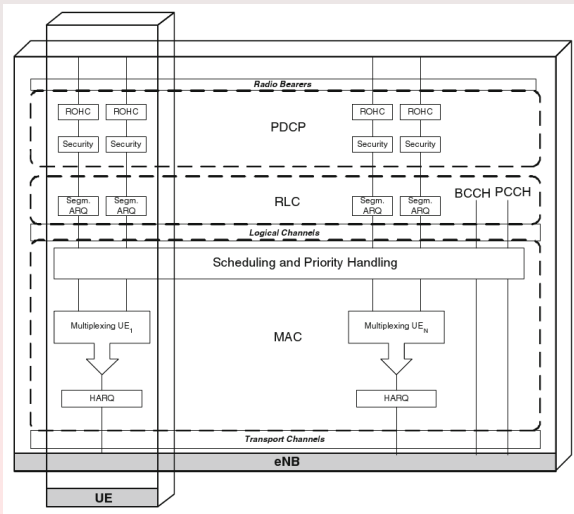 Radio Bearers
ROHC ROHC ROHC ROHC
PDCP
Security Security Security Security
BCCH PCCH
RLC
Segm. Segm. Segm. Segm.
ARQ ARQ ARQ ARQ
Logical Channels
Scheduling and Priority Handling
Multiplexing UE1 Multiplexing UEN
MAC
HARQ HARQ
Transport Channels
eNB
UE